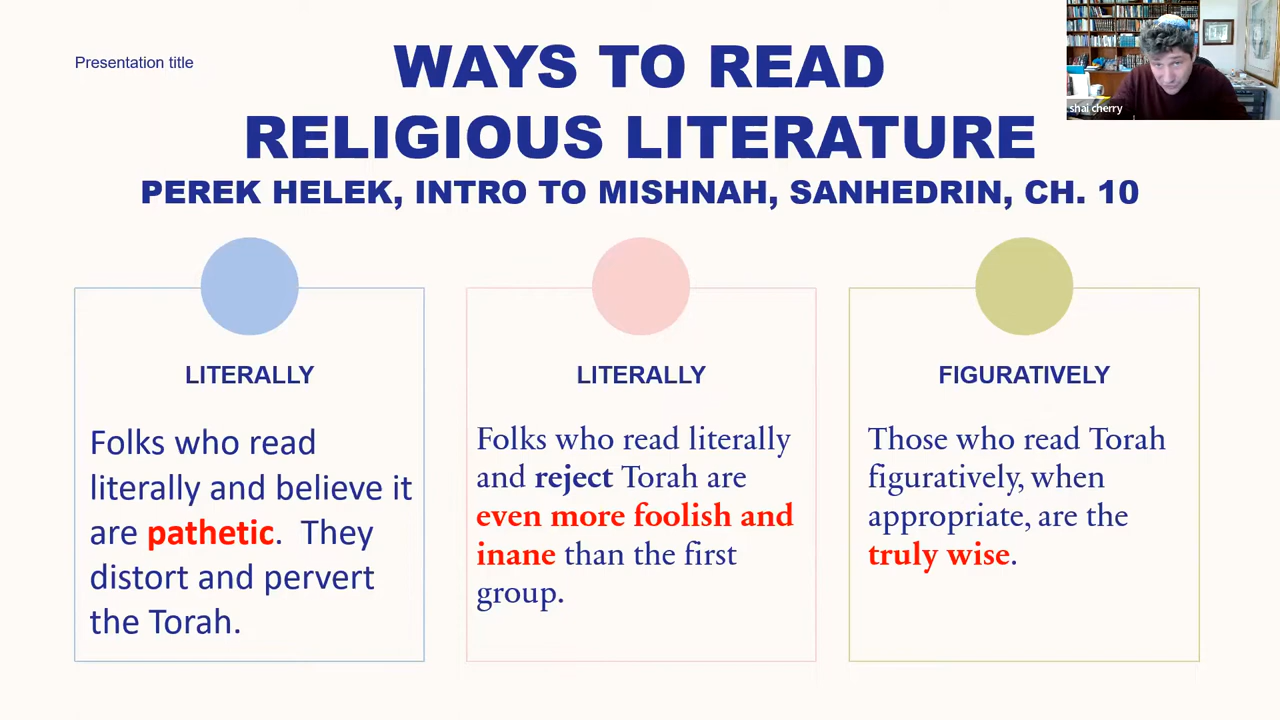 Presentation title
WAYS TO READ
RELIGIOUS LITERATURE
PEREK HELEK, INTRO TO MISHNAH, SANHEDRIN, CH. 10
shai cherry
LITERALLY
Folks who read
literally and believe it
are pathetic. They
distort and pervert
the Torah.
LITERALLY
Folks who read literally
and reject Torah are
even more foolish and
inane than the first
group.
FIGURATIVELY
Those who read Torah
figuratively, when
appropriate, are the
truly wise.